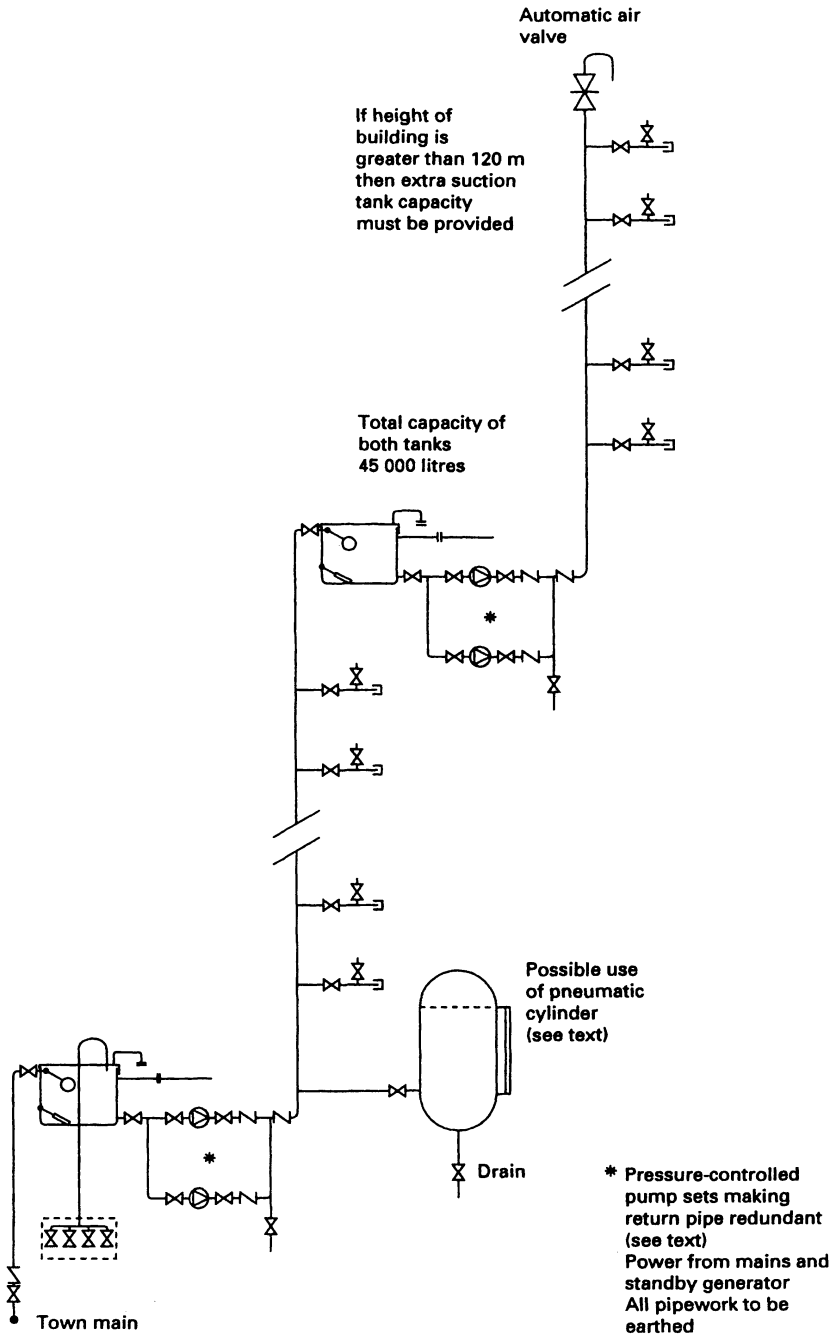 Automatic air
valve
If height of
building is
greater than 120 m
then extra suction
tank capacity
must be provided
Total capacity of
both tanks
45 000 litres
Possible use
of pneumatic
cylinder
(see text)
Drain
* Pressure-controlled
pump sets making
return pipe redundant
(see text)
Power from mains and
standby generator
All pipework to be
earthed
Town main
*
*